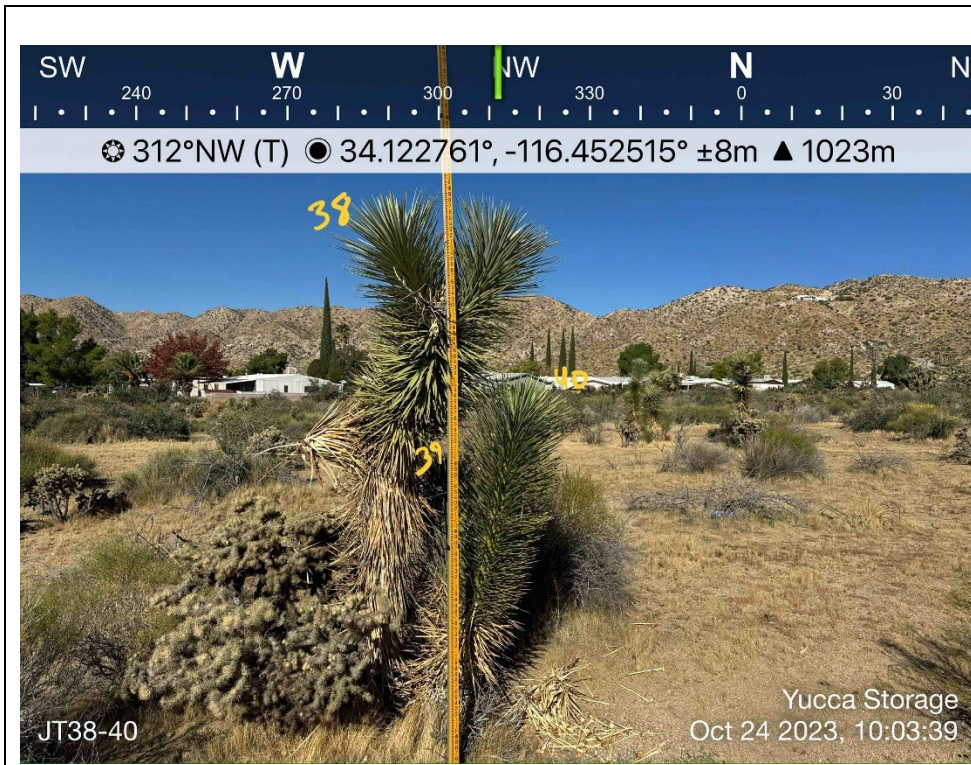 SW W NW N N
240 270 300 330 0 30
312°NW (T) 34.122761°, -116.452515° ±8m ▲ 1023m
38
40
39
Yucca Storage
JT38-40 Oct 24 2023, 10:03:39